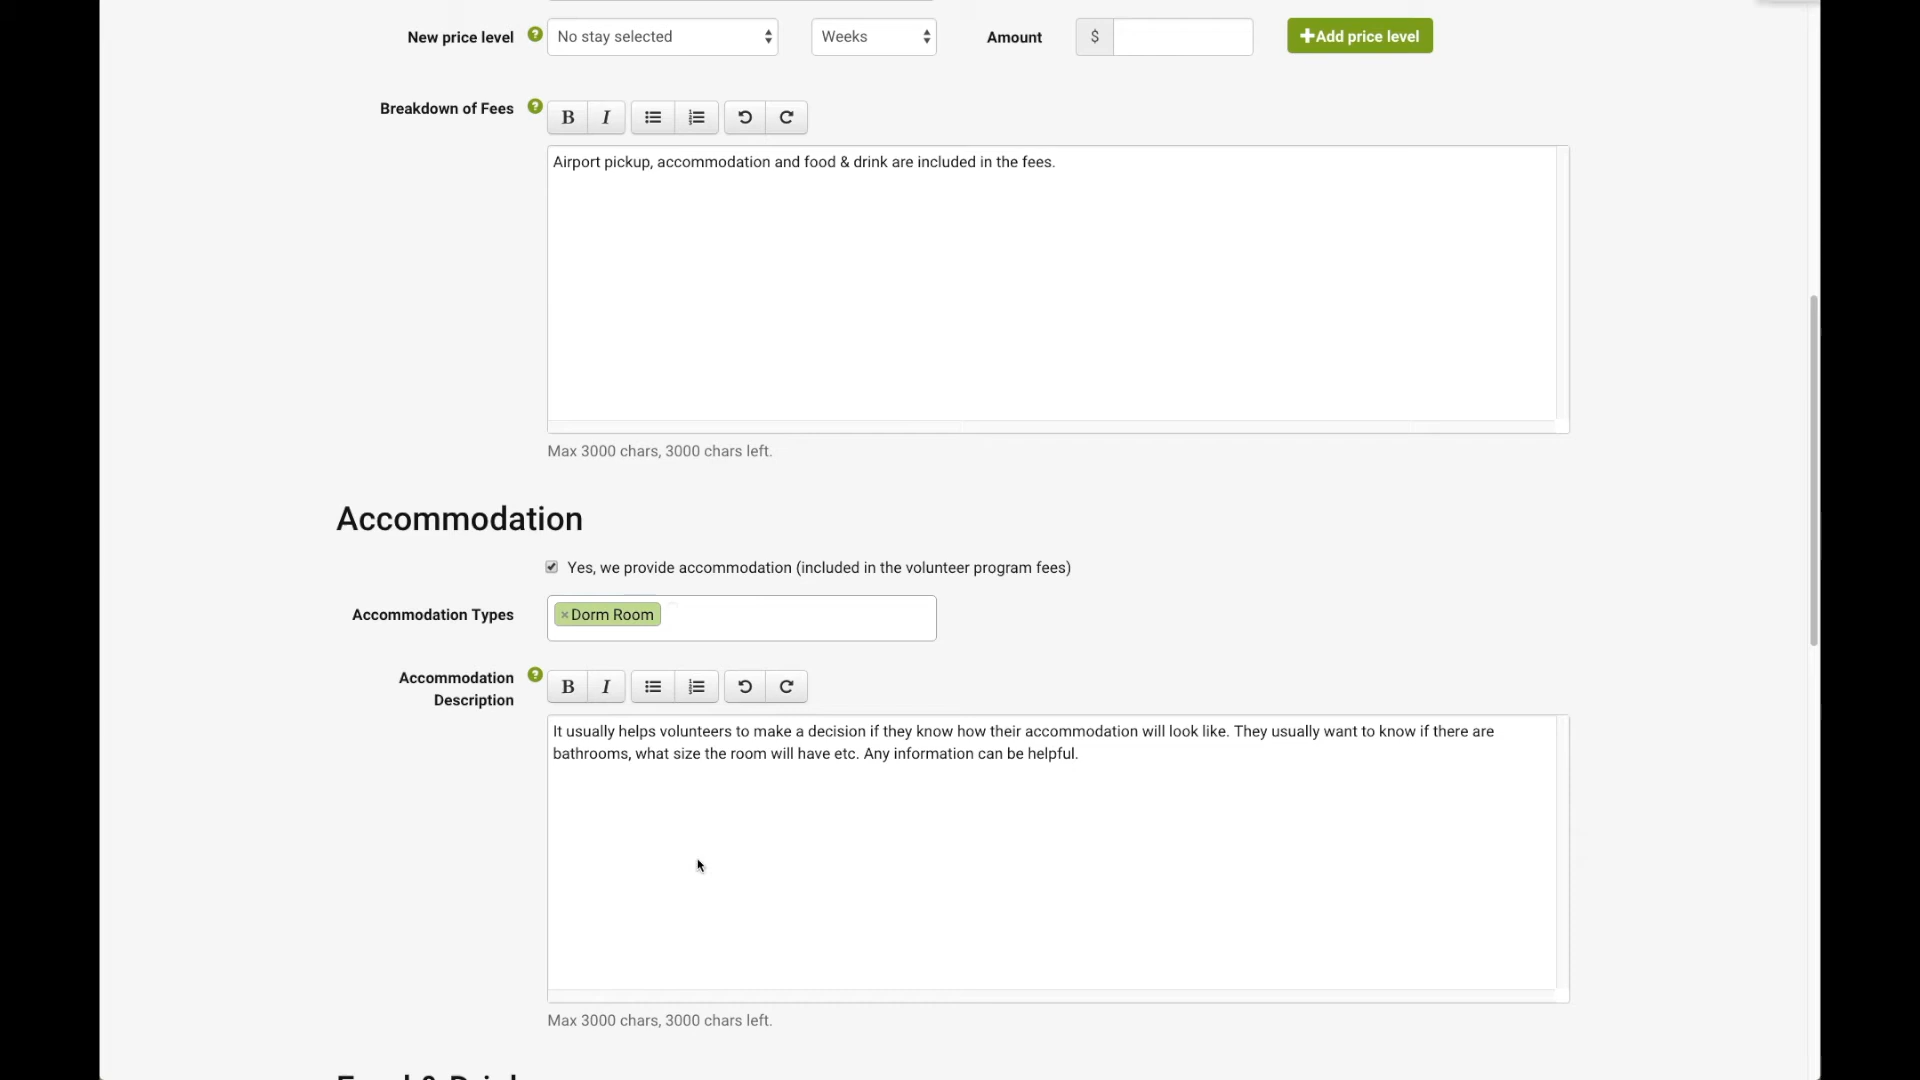 New price level ? No stay selected Weeks Amount $ +Add price level
Breakdown of Fees ? B I
Airport pickup, accommodation and food & drink are included in the fees.
Max 3000 chars, 3000 chars left.
Accommodation
Yes, we provide accommodation (included in the volunteer program fees)
Accommodation Types ×Dorm Room
Accommodation ? B I
Description
It usually helps volunteers to make a decision if they know how their accommodation will look like. They usually want to know if there are
bathrooms, what size the room will have etc. Any information can be helpful.
Max 3000 chars, 3000 chars left.